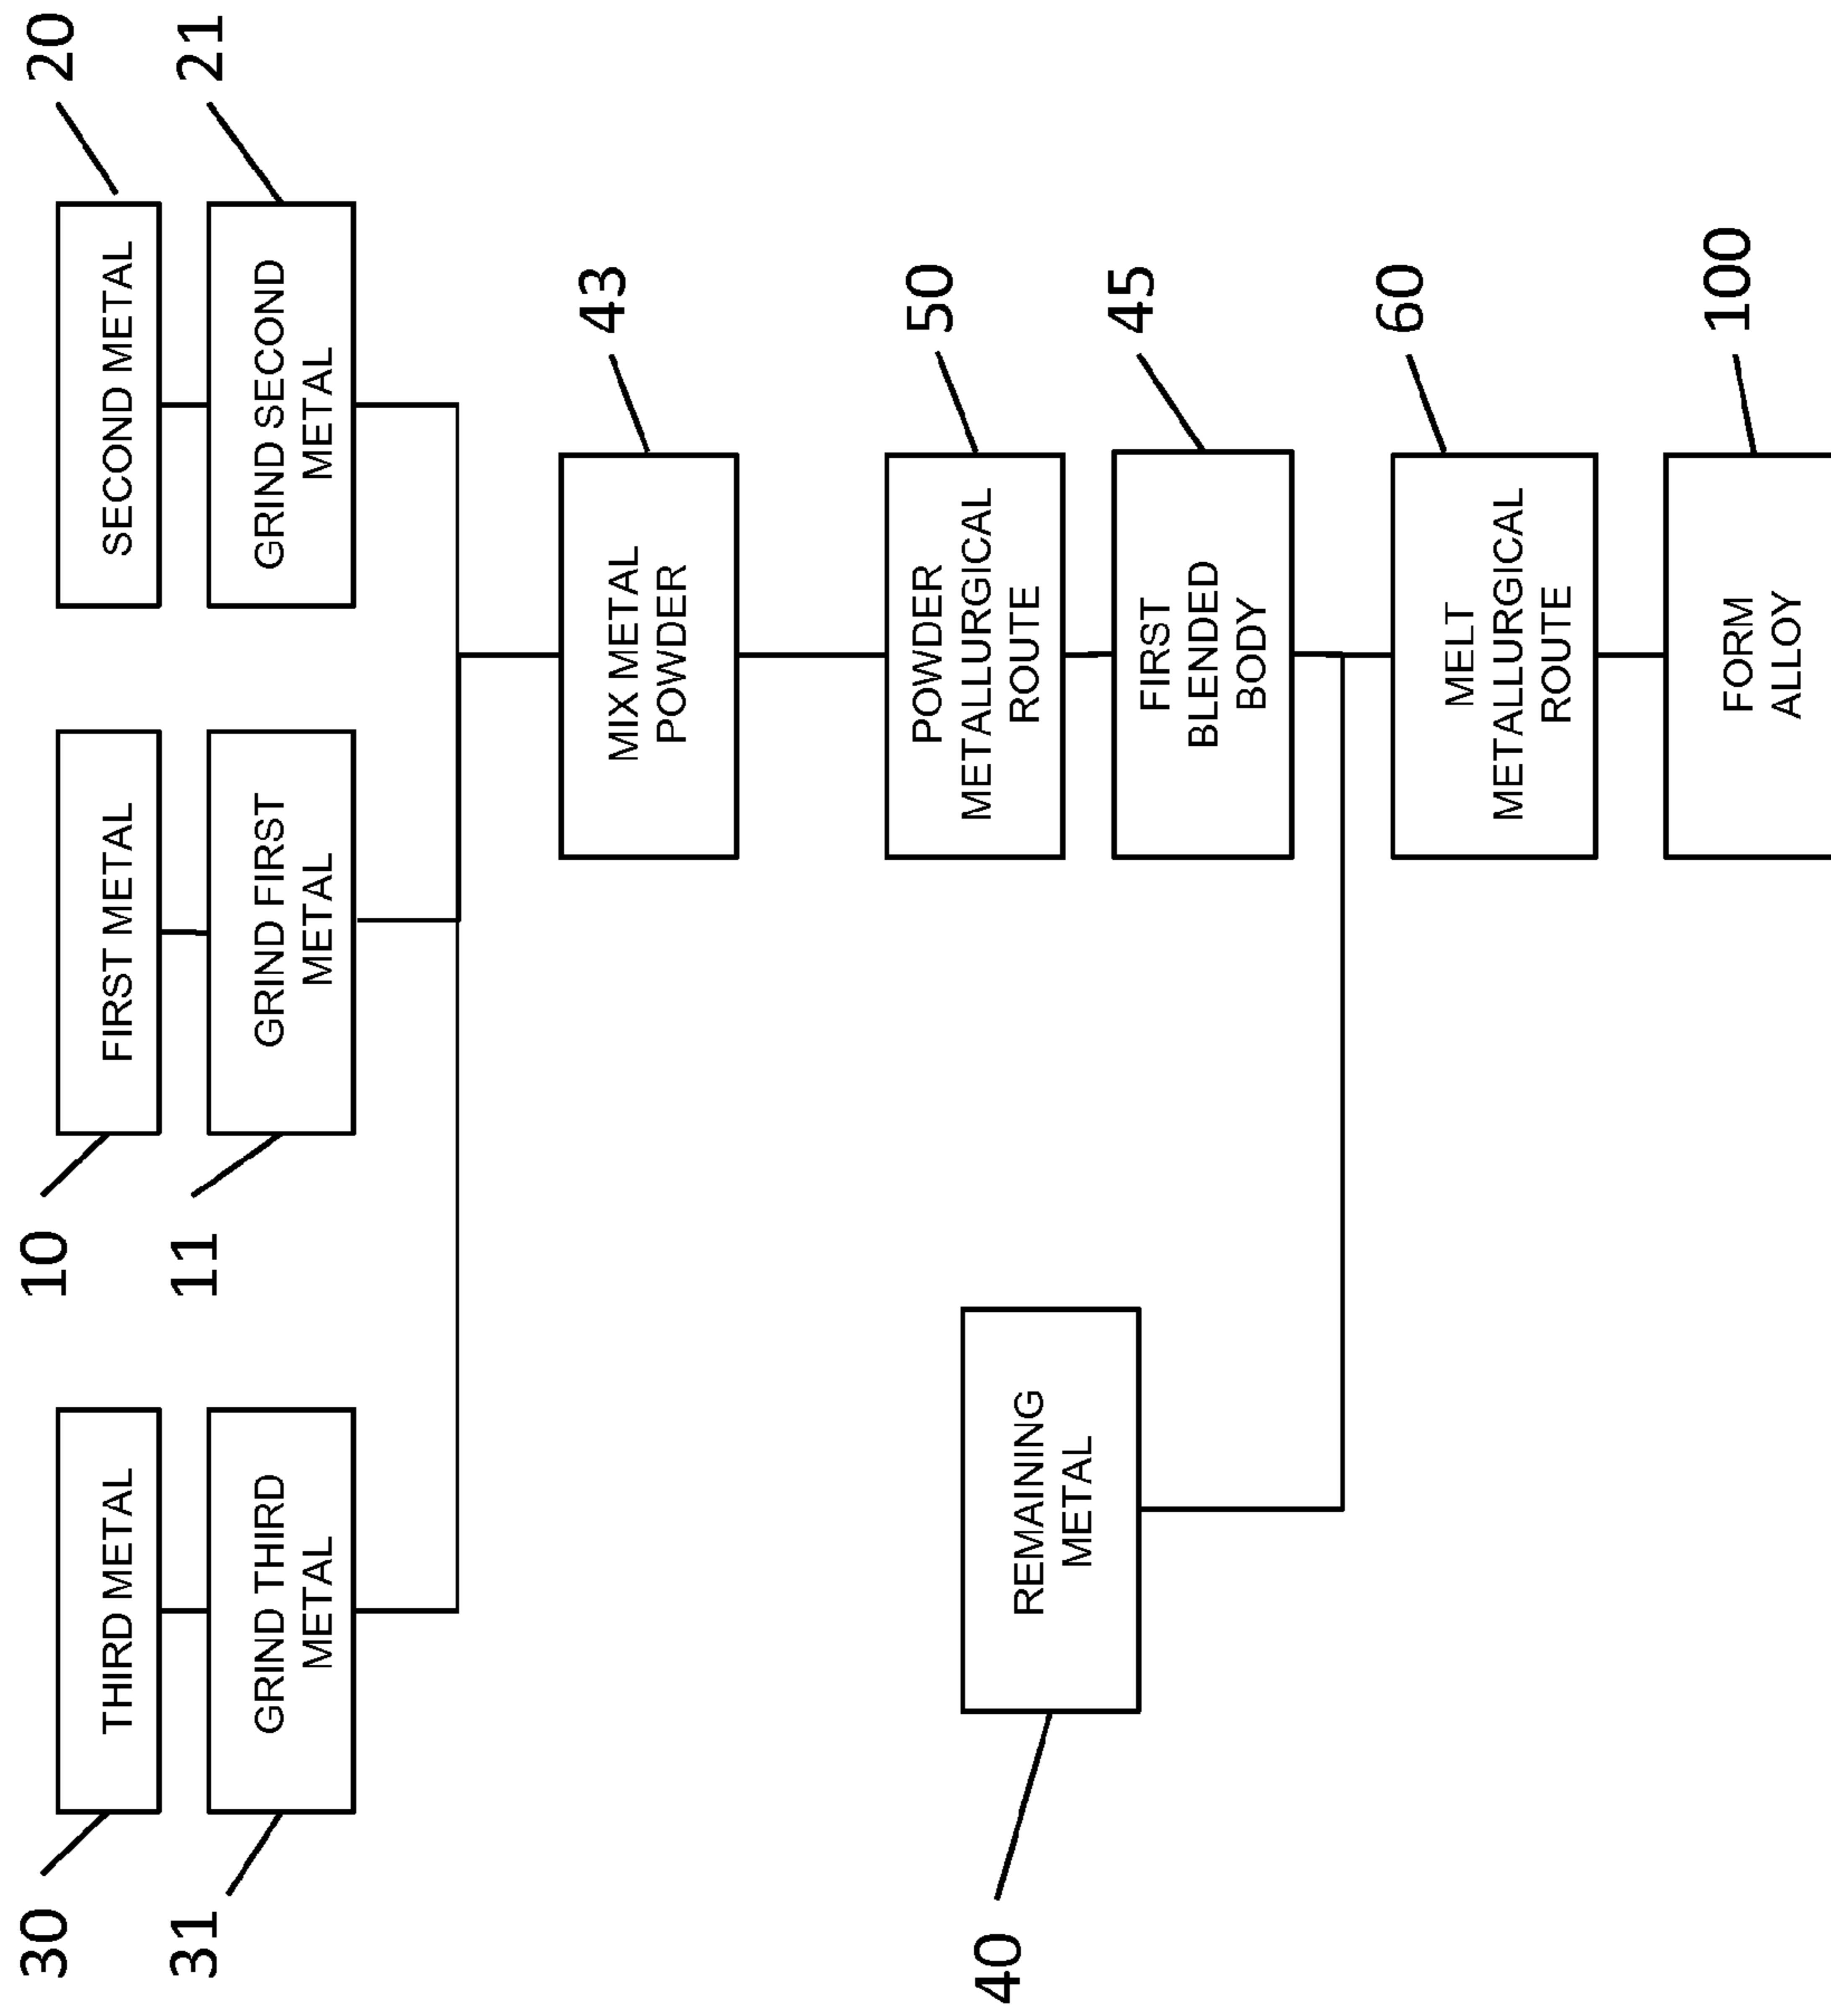 30
THIRD METAL
10
FIRST METAL
SECOND METAL
20
31
GRIND THIRD
METAL
11
GRIND FIRST
METAL
GRIND SECOND
METAL
21
MIX METAL
POWDER
43
POWDER
METALLURGICAL
ROUTE
50
40
REMAINING
METAL
FIRST
BLENDED
BODY
45
MELT
METALLURGICAL
ROUTE
60
FORM
ALLOY
100